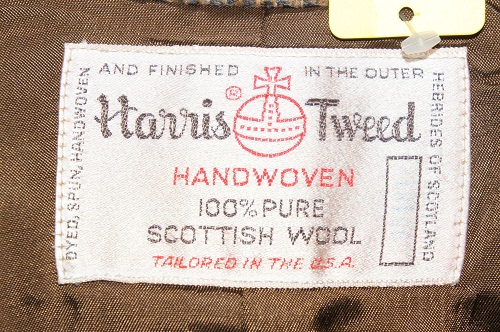 DYED, SPUN, HANDWOVEN
AND FINISHED IN THE OUTER
HEBRIDES OF SCOTLAND
Harris ® Tweed
HANDWOVEN
100% PURE
SCOTTISH WOOL
TAILORED IN THE U.S.A.